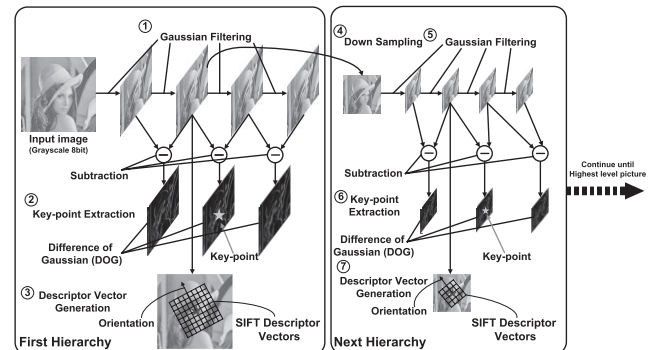 ① Gaussian Filtering
Input image
(Grayscale 8bit)
Subtraction
② Key-point Extraction
Difference of
Gaussian (DOG)
Key-point
③ Descriptor Vector
Generation
Orientation
SIFT Descriptor
Vectors
First Hierarchy
④ Down Sampling
⑤ Gaussian Filtering
Subtraction
⑥ Key-point
Extraction
Difference of
Gaussian (DOG)
Key-point
⑦
Descriptor Vector
Generation
Orientation
SIFT Descriptor
Vectors
Next Hierarchy
Continue until
Highest level picture